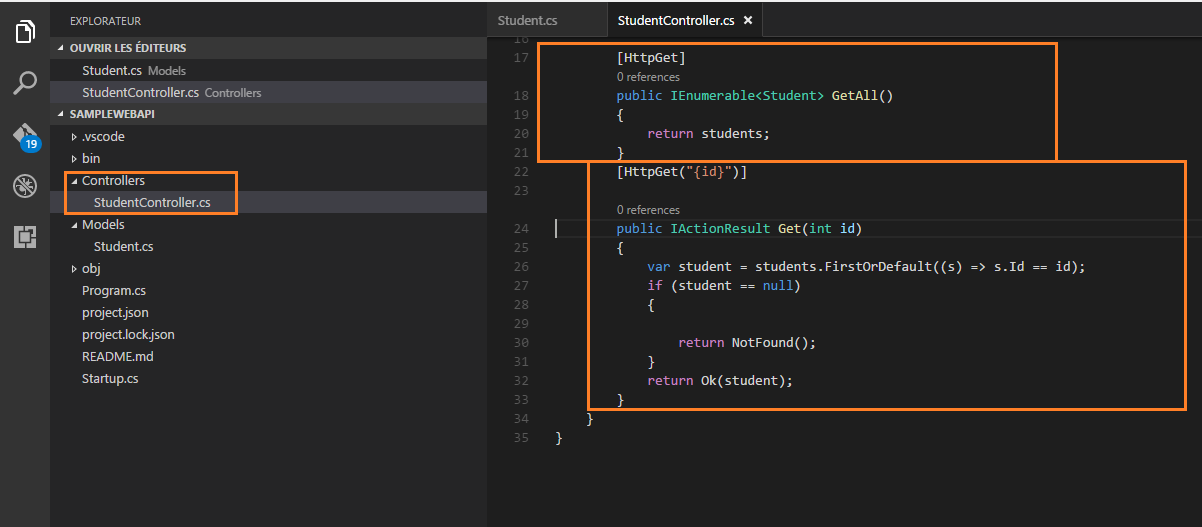 EXPLORATEUR
OUVRIR LES ÉDITEURS
Student.cs Models
StudentController.cs Controllers
SAMPLEWEBAPI
.vscode
bin
Controllers
StudentController.cs
Models
Student.cs
obj
Program.cs
project.json
project.lock.json
README.md
Startup.cs
19
Student.cs
StudentController.cs ×
16
17 [HttpGet]
0 references
18 public IEnumerable<Student> GetAll()
19 {
20 return students;
21 }
22 [HttpGet("{id}")]
23
0 references
24 public IActionResult Get(int id)
25 {
26 var student = students.FirstOrDefault((s) => s.Id == id);
27 if (student == null)
28 {
29
30 return NotFound();
31 }
32 return Ok(student);
33 }
34 }
35 }